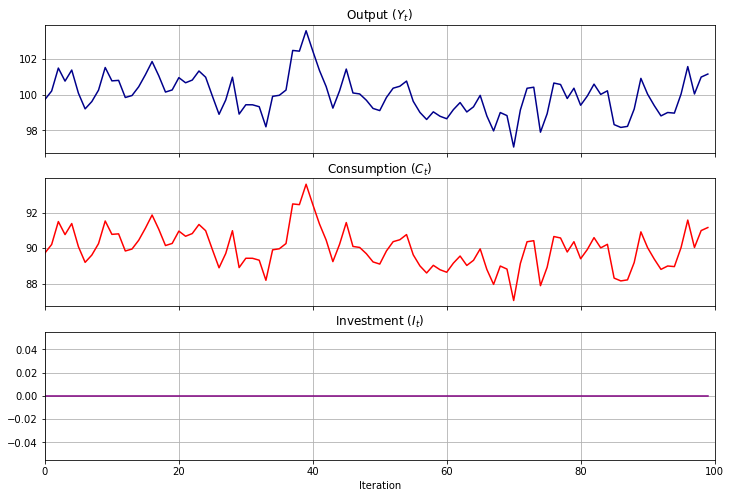 Output (Y_t)
102
100
98
Consumption (C_t)
92
90
88
Investment (I_t)
0.04
0.02
0.00
−0.02
−0.04
0 20 40 60 80 100
Iteration